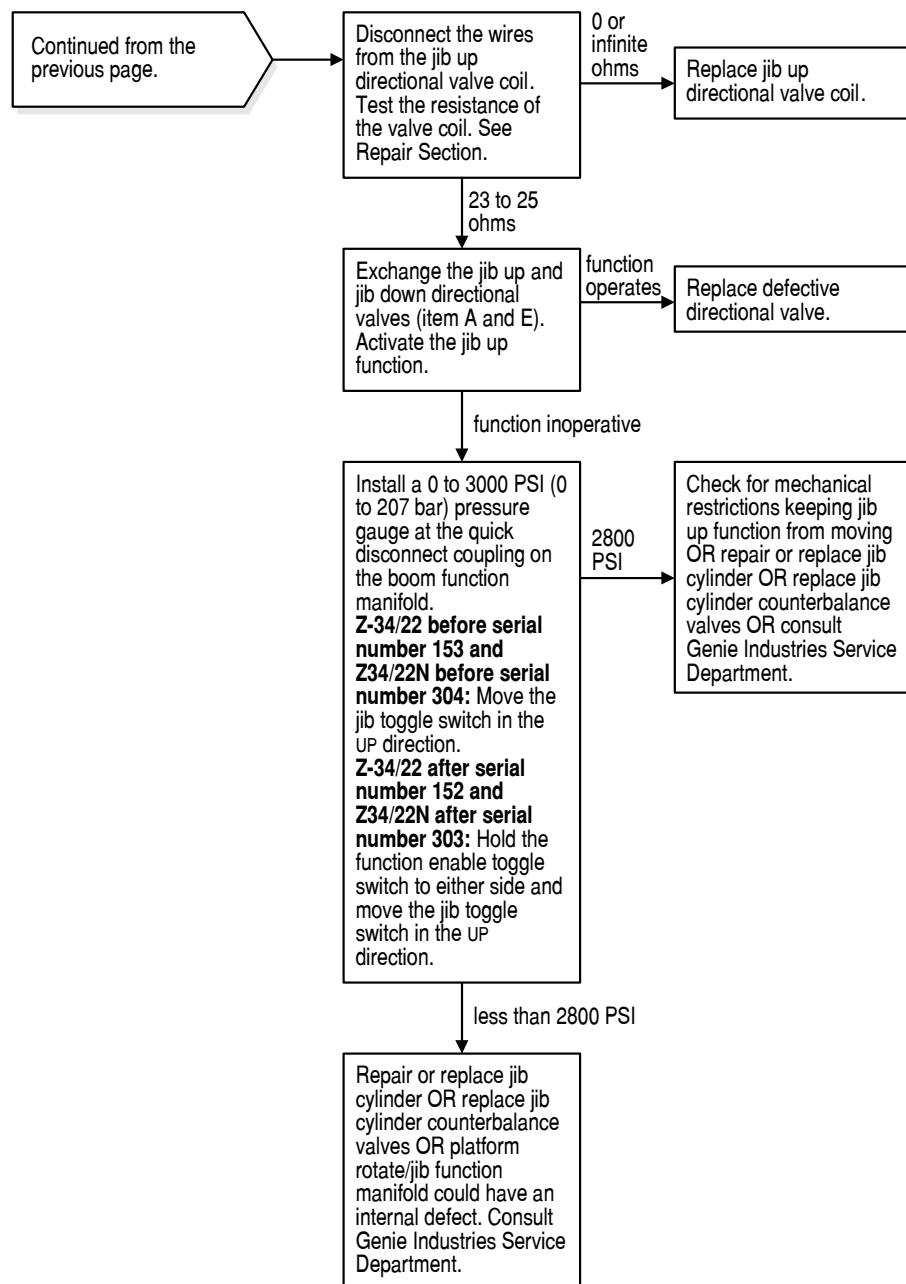 Continued from the
previous page.
Disconnect the wires
from the jib up
directional valve coil.
Test the resistance of
the valve coil. See
Repair Section.
0 or
infinite
ohms
Replace jib up
directional valve coil.
23 to 25
ohms
Exchange the jib up and
jib down directional
valves (item A and E).
Activate the jib up
function.
function
operates
Replace defective
directional valve.
function inoperative
Install a 0 to 3000 PSI (0
to 207 bar) pressure
gauge at the quick
disconnect coupling on
the boom function
manifold.
Z-34/22 before serial
number 153 and
Z34/22N before serial
number 304: Move the
jib toggle switch in the
UP direction.
Z-34/22 after serial
number 152 and
Z34/22N after serial
number 303: Hold the
function enable toggle
switch to either side and
move the jib toggle
switch in the UP
direction.
2800
PSI
Check for mechanical
restrictions keeping jib
up function from moving
OR repair or replace jib
cylinder OR replace jib
cylinder counterbalance
valves OR consult
Genie Industries Service
Department.
less than 2800 PSI
Repair or replace jib
cylinder OR replace jib
cylinder counterbalance
valves OR platform
rotate/jib function
manifold could have an
internal defect. Consult
Genie Industries Service
Department.